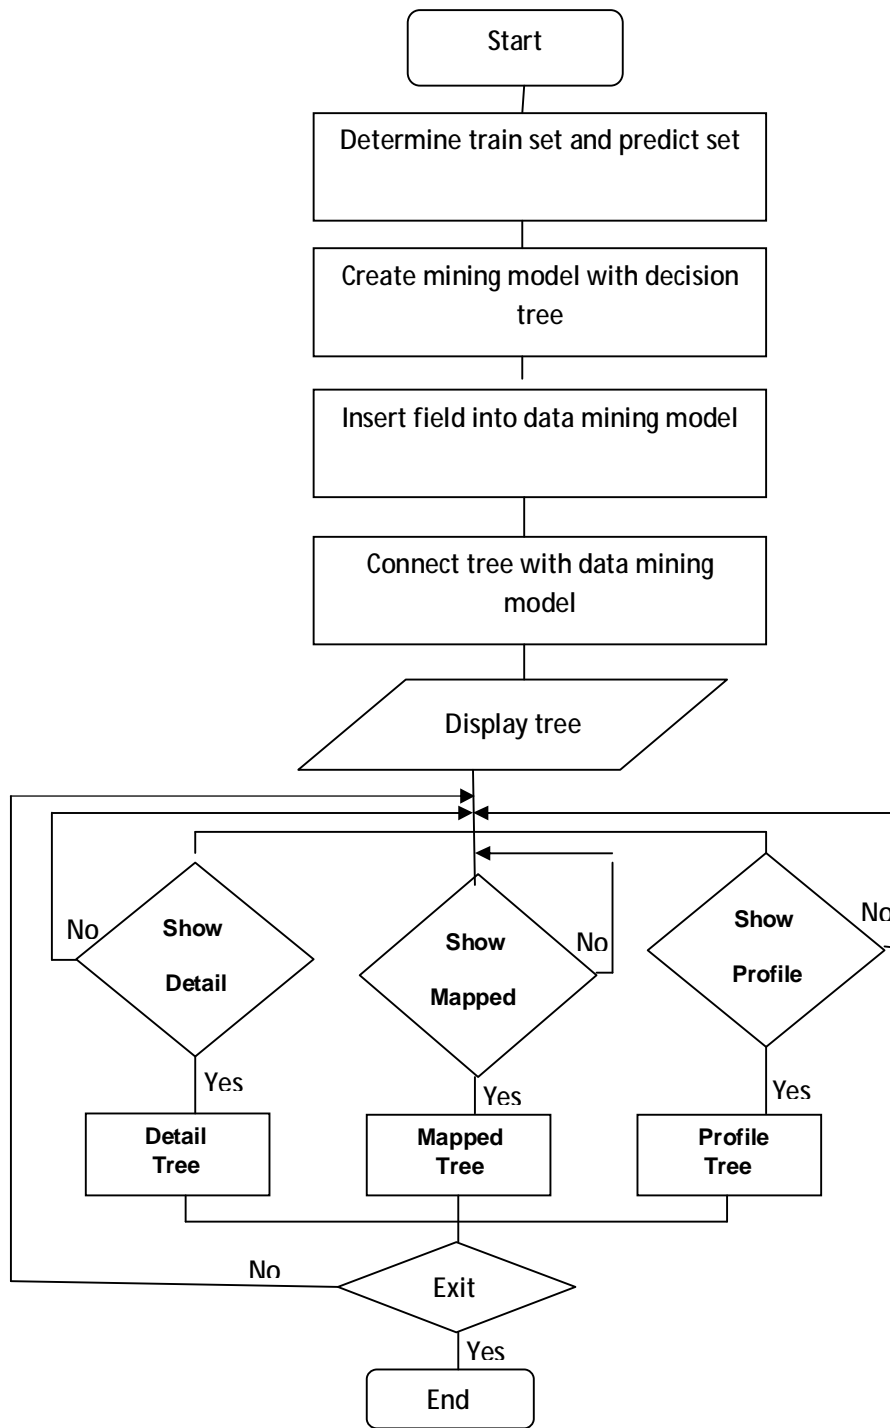 Start
Determine train set and predict set
Create mining model with decision
tree
Insert field into data mining model
Connect tree with data mining
model
Display tree
No
Show
Detail
Show
Mapped
No
Show
Profile
No
Yes
Yes
Yes
Detail
Tree
Mapped
Tree
Profile
Tree
No
Exit
Yes
End